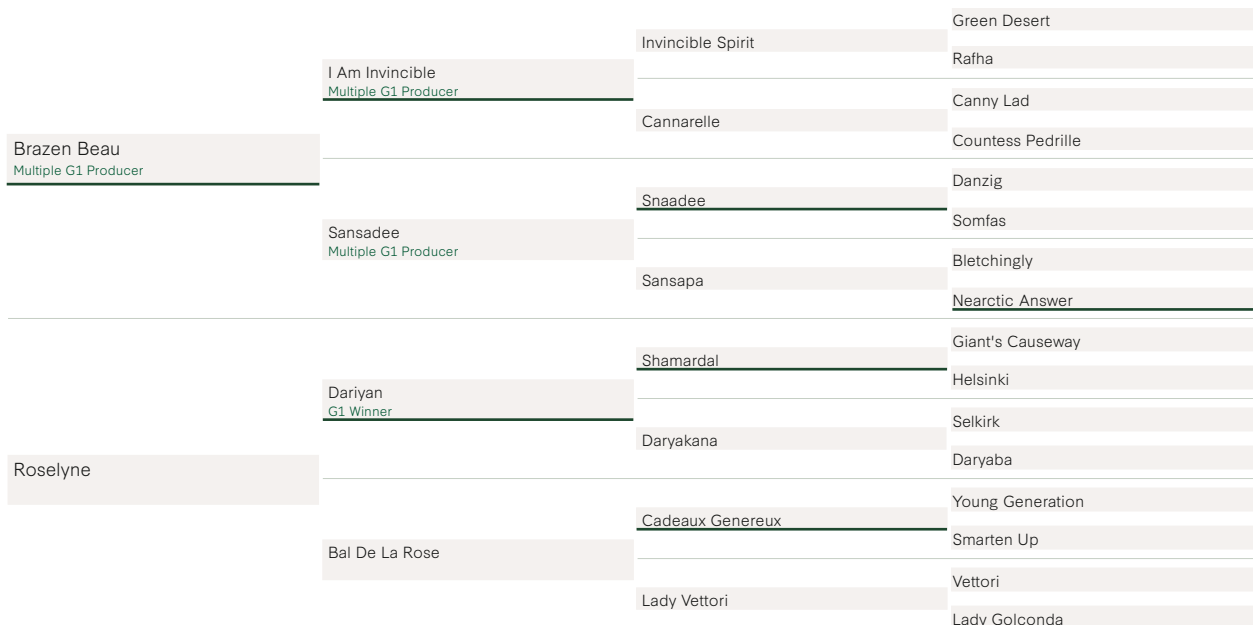 Brazen Beau
Multiple G1 Producer
Roselyne
I Am Invincible
Multiple G1 Producer
Sansadee
Multiple G1 Producer
Dariyan
G1 Winner
Bal De La Rose
Invincible Spirit
Cannarelle
Snaadee
Sansapa
Shamardal
Daryakana
Cadeaux Genereux
Lady Vettori
Green Desert
Rafha
Canny Lad
Countess Pedrille
Danzig
Somfas
Bletchingly
Nearctic Answer
Giant's Causeway
Helsinki
Selkirk
Daryaba
Young Generation
Smarten Up
Vettori
Lady Golconda